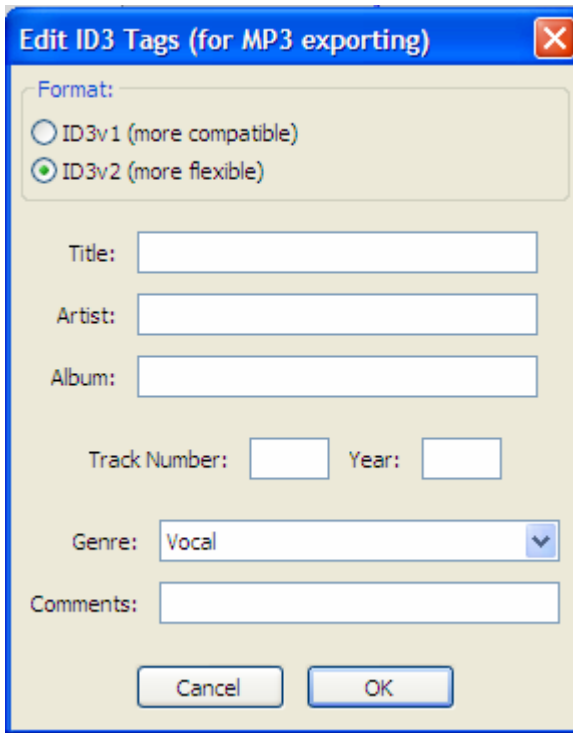 Edit ID3 Tags (for MP3 exporting)
Format:
ID3v1 (more compatible)
ID3v2 (more flexible)
Title:
Artist:
Album:
Track Number: Year:
Genre: Vocal
Comments:
Cancel OK